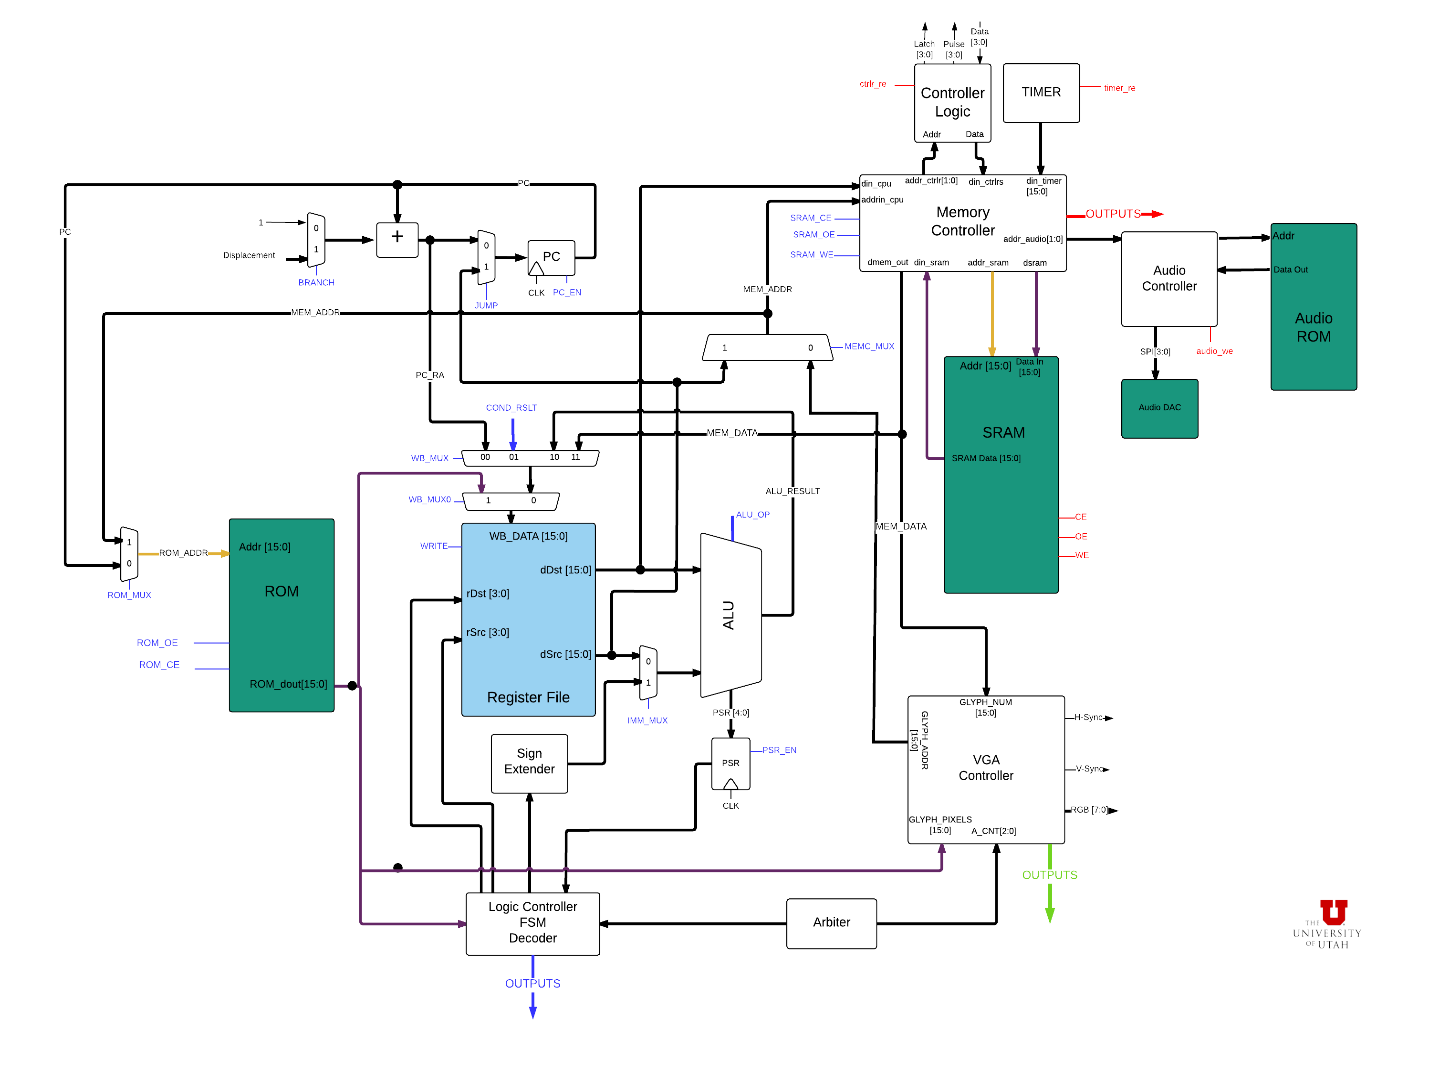 Latch
[3:0]
Pulse
[3:0]
Data
[3:0]
ctrlr_re
Controller
Logic
Addr
Data
TIMER
timer_re
din_cpu
addr_ctrlr[1:0]
din_ctrlrs
din_timer
[15:0]
addrin_cpu
Memory
Controller
addr_audio[1:0]
dmem_out
din_sram
addr_sram
dsram
SRAM_CE
SRAM_OE
SRAM_WE
OUTPUTS
Audio
Controller
SPI[3:0]
audio_we
Addr
Data Out
Audio
ROM
Audio DAC
PC
PC
1
Displacement
0
1
BRANCH
+
0
1
JUMP
PC
CLK
PC_EN
MEM_ADDR
MEM_ADDR
1
0
MEMC_MUX
PC_RA
COND_RSLT
MEM_DATA
WB_MUX
00
01
10
11
WB_MUX0
1
0
ALU_RESULT
MEM_DATA
Addr [15:0]
Data In
[15:0]
SRAM
SRAM Data [15:0]
CE
OE
WE
1
0
ROM_MUX
ROM_ADDR
Addr [15:0]
ROM
ROM_OE
ROM_CE
ROM_dout[15:0]
WRITE
WB_DATA [15:0]
dDst [15:0]
rDst [3:0]
rSrc [3:0]
dSrc [15:0]
Register File
ALU_OP
ALU
0
1
IMM_MUX
PSR [4:0]
PSR
PSR_EN
CLK
Sign
Extender
GLYPH_NUM
[15:0]
GLYPH_ADDR
[15:0]
VGA
Controller
GLYPH_PIXELS
[15:0]
A_CNT[2:0]
H-Sync
V-Sync
RGB [7:0]
OUTPUTS
Logic Controller
FSM
Decoder
Arbiter
OUTPUTS
THE
U
UNIVERSITY
OF UTAH